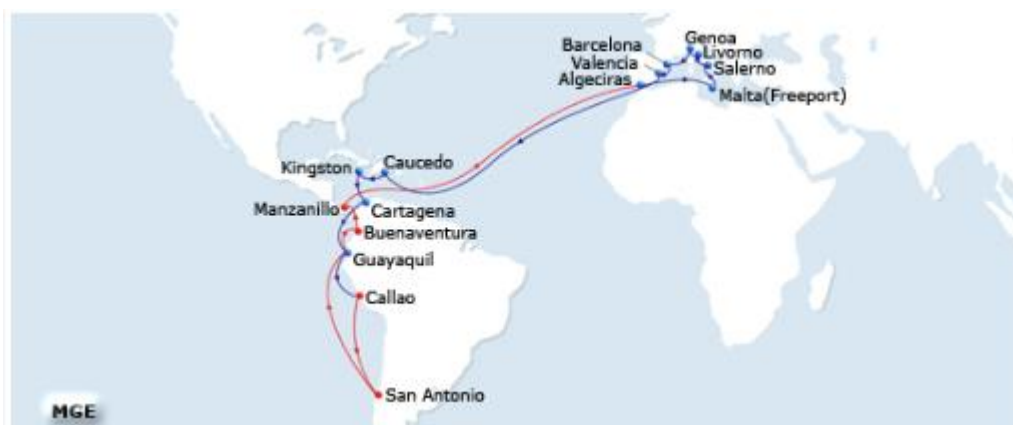 Genoa
Barcelona
Livorno
Valencia
Salerno
Algeciras
Malta(Freeport)
Kingston
Caucedo
Manzanillo
Cartagena
Buenaventura
Guayaquil
Callao
San Antonio
MGE